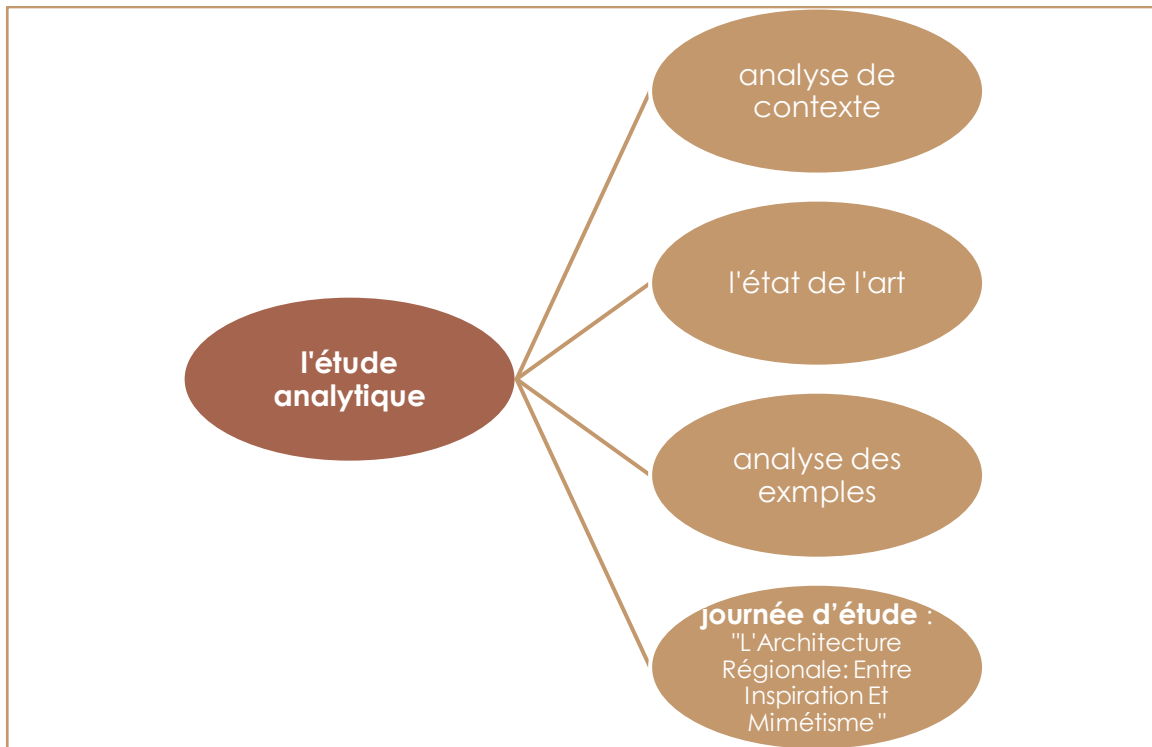 analyse de
contexte
l'état de l'art
l'étude
analytique
analyse des
exmples
journée d’étude :
"L'Architecture
Régionale: Entre
Inspiration Et
Mimétisme"